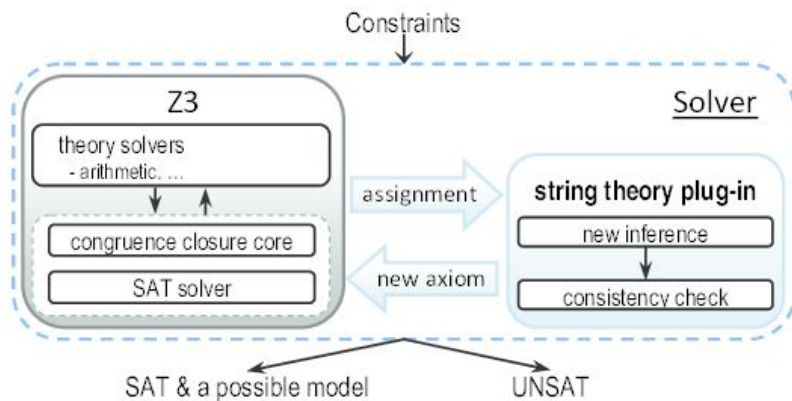 Constraints
Z3
Solver
theory solvers
- arithmetic, ...
assignment
string theory plug-in
congruence closure core
new inference
SAT solver
new axiom
consistency check
SAT & a possible model
UNSAT